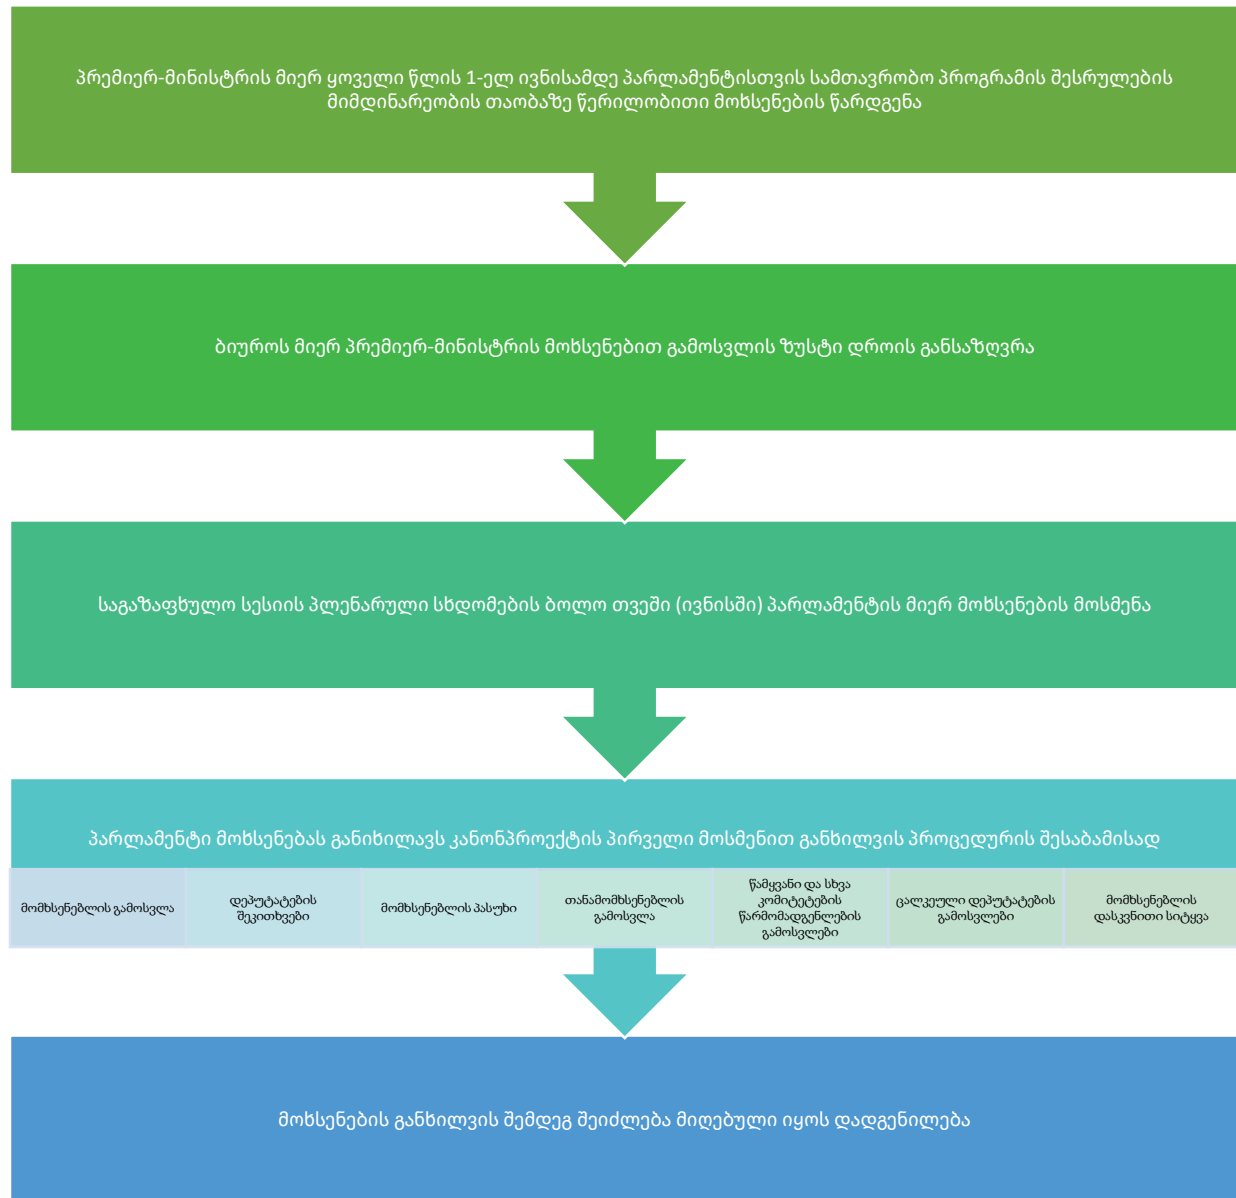 პრემიერ-მინისტრის მიერ ყოველი წლის 1-ელ ივნისამდე პარლამენტისთვის სამთავრობო პროგრამის შესრულების
მიმდინარეობის თაობაზე წერილობითი მოხსენების წარდგენა
ბიუროს მიერ პრემიერ-მინისტრის მოხსენებით გამოსვლის ზუსტი დროის განსაზღვრა
საგაზაფხულო სესიის პლენარული სხდომების ბოლო თვეში (ივნისში) პარლამენტის მიერ მოხსენების მოსმენა
პარლამენტი მოხსენებას განიხილავს კანონპროექტის პირველი მოსმენით განხილვის პროცედურის შესაბამისად
მომხსენებლის გამოსვლა
დეპუტატების
შეკითხვები
მომხსენებლის პასუხი
თანამომხსენებლის
გამოსვლა
წამყვანი და სხვა
კომიტეტების
წარმომადგენლების
გამოსვლები
ცალკეული დეპუტატების
გამოსვლები
მომხსენებლის
დასკვნითი სიტყვა
მოხსენების განხილვის შემდეგ შეიძლება მიღებული იყოს დადგენილება